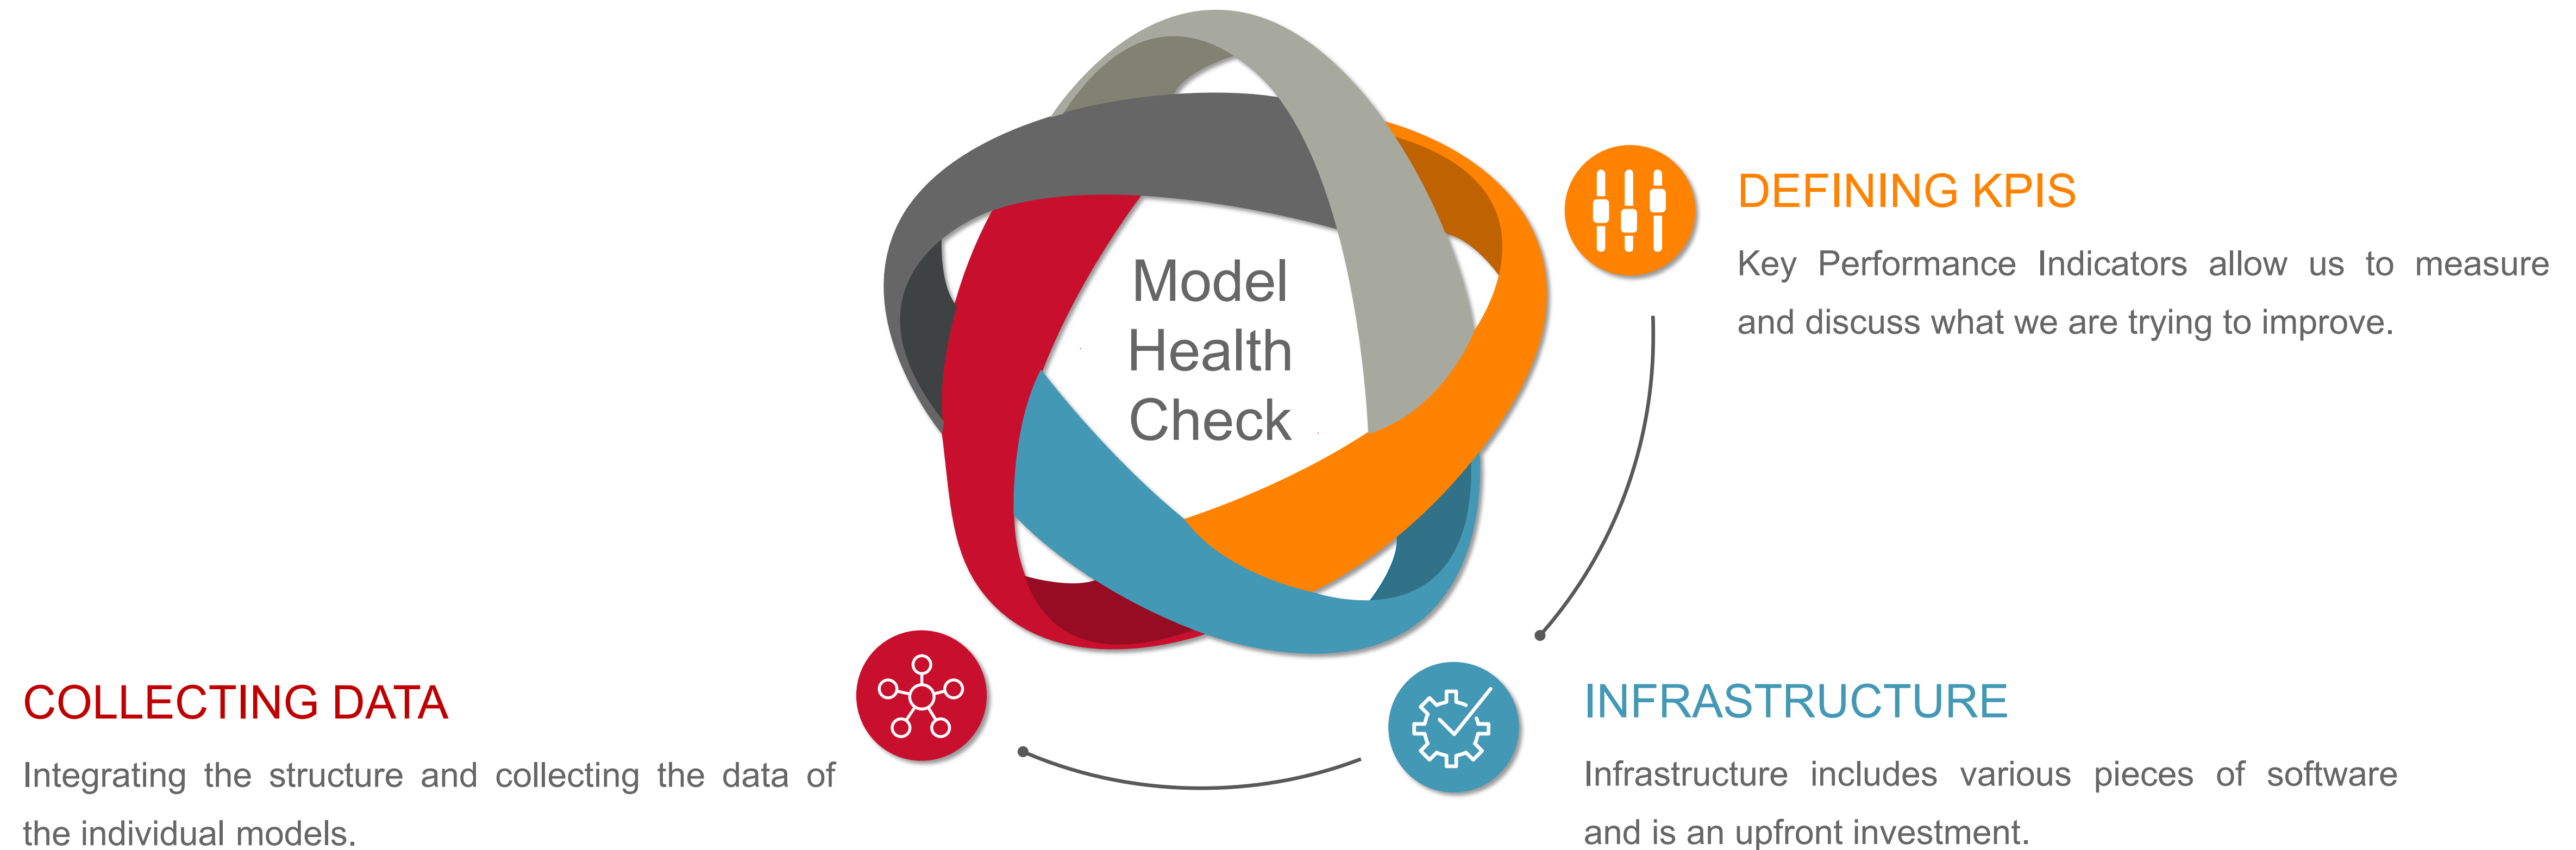 Model
Health
Check
DEFINING KPIS
Key Performance Indicators allow us to measure
and discuss what we are trying to improve.
INFRASTRUCTURE
Infrastructure includes various pieces of software
and is an upfront investment.
COLLECTING DATA
Integrating the structure and collecting the data of
the individual models.